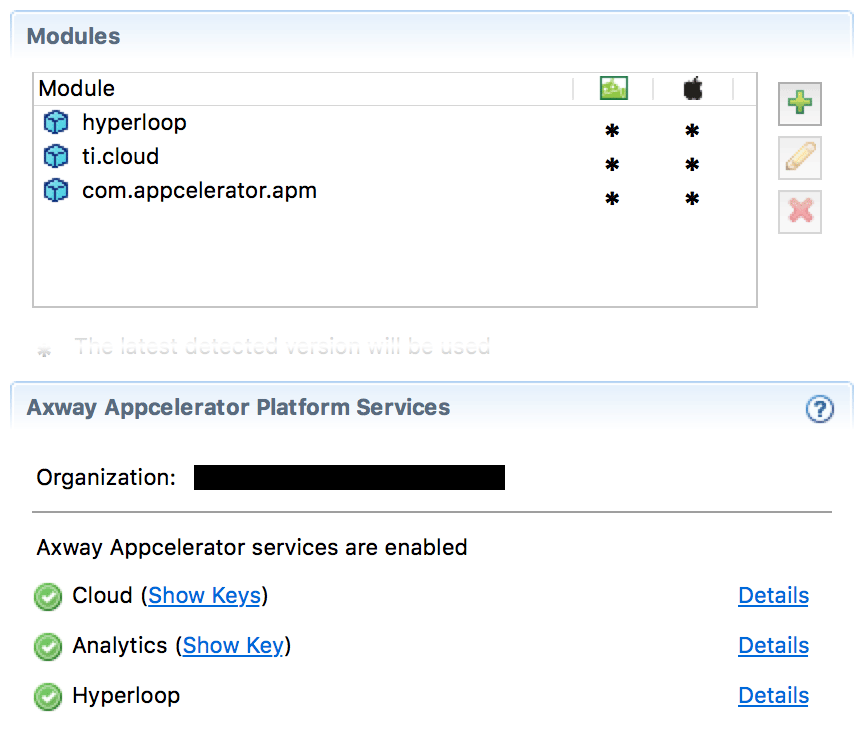 Modules
Module
hyperloop * *
ti.cloud * *
com.appcelerator.apm * *
* The latest detected version will be used
Axway Appcelerator Platform Services ?
Organization:
Axway Appcelerator services are enabled
Cloud (Show Keys) Details
Analytics (Show Key) Details
Hyperloop Details